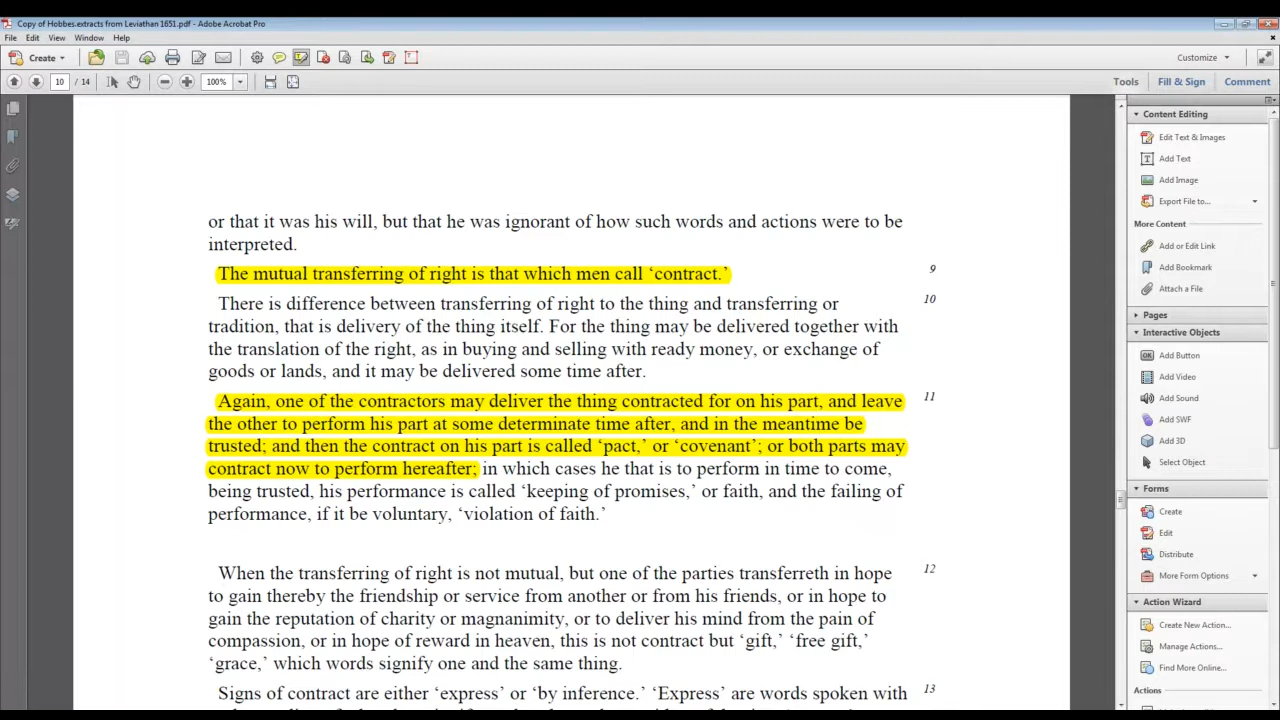 Copy of Hobbes.extracts from Leviathan 1651.pdf - Adobe Acrobat Pro
File Edit View Window Help
Create Customize
10 / 14 100% Tools Fill & Sign Comment
or that it was his will, but that he was ignorant of how such words and actions were to be
interpreted.
The mutual transferring of right is that which men call ‘contract.’ 9
There is difference between transferring of right to the thing and transferring or 10
tradition, that is delivery of the thing itself. For the thing may be delivered together with
the translation of the right, as in buying and selling with ready money, or exchange of
goods or lands, and it may be delivered some time after.
Again, one of the contractors may deliver the thing contracted for on his part, and leave 11
the other to perform his part at some determinate time after, and in the meantime be
trusted; and then the contract on his part is called ‘pact,’ or ‘covenant’; or both parts may
contract now to perform hereafter; in which cases he that is to perform in time to come,
being trusted, his performance is called ‘keeping of promises,’ or faith, and the failing of
performance, if it be voluntary, ‘violation of faith.’
When the transferring of right is not mutual, but one of the parties transferreth in hope 12
to gain thereby the friendship or service from another or from his friends, or in hope to
gain the reputation of charity or magnanimity, or to deliver his mind from the pain of
compassion, or in hope of reward in heaven, this is not contract but ‘gift,’ ‘free gift,’
‘grace,’ which words signify one and the same thing.
Signs of contract are either ‘express’ or ‘by inference.’ ‘Express’ are words spoken with 13
Content Editing
Edit Text & Images
Add Text
Add Image
Export File to...
More Content
Add or Edit Link
Add Bookmark
Attach a File
Pages
Interactive Objects
Add Button
Add Video
Add Sound
Add SWF
Add 3D
Select Object
Forms
Create
Edit
Distribute
More Form Options
Action Wizard
Create New Action...
Manage Actions...
Find More Online...
Actions